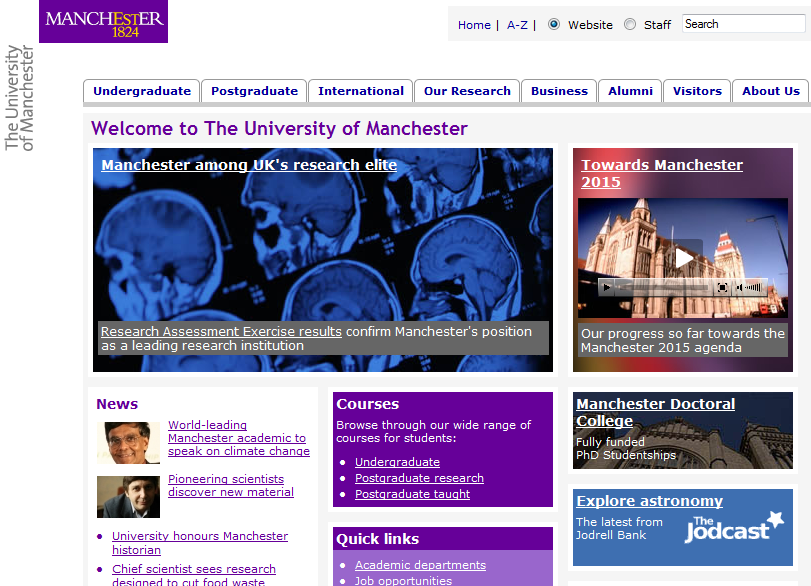 MANCHESTER
1824
The University
of Manchester
Home | A-Z | Website Staff Search
Undergraduate Postgraduate International Our Research Business Alumni Visitors About Us
Welcome to The University of Manchester
Manchester among UK's research elite
Research Assessment Exercise results confirm Manchester's position
as a leading research institution
Towards Manchester
2015
Our progress so far towards the
Manchester 2015 agenda
News
World-leading
Manchester academic to
speak on climate change
Pioneering scientists
discover new material
University honours Manchester
historian
Chief scientist sees research
designed to cut food waste
Courses
Browse through our wide range of
courses for students:
Undergraduate
Postgraduate research
Postgraduate taught
Quick links
Academic departments
Job opportunities
Manchester Doctoral
College
Fully funded
PhD Studentships
Explore astronomy
The latest from
Jodrell Bank
The
Jodcast